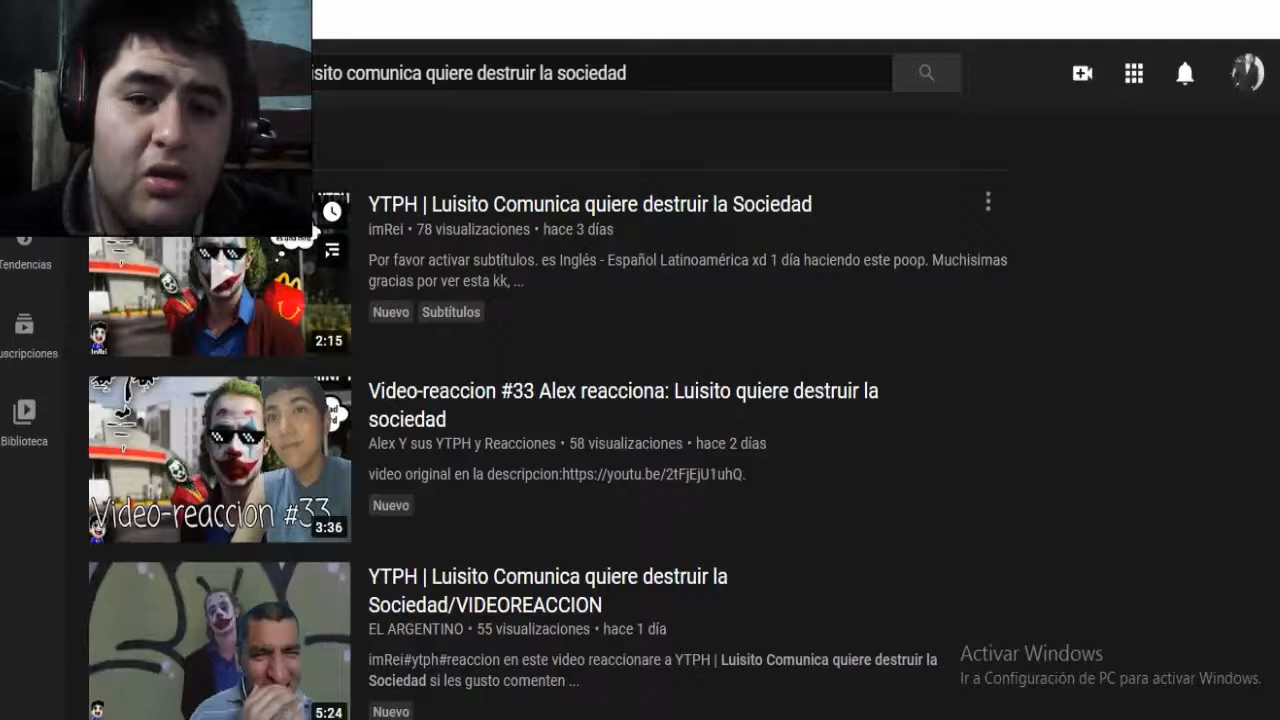 isito comunica quiere destruir la sociedad
YTPH | Luisito Comunica quiere destruir la Sociedad
imRei • 78 visualizaciones • hace 3 días
Tendencias
Por favor activar subtítulos. es Inglés - Español Latinoamérica xd 1 día haciendo este poop. Muchisimas
gracias por ver esta kk, ...
Nuevo
Subtítulos
2:15
ImRei
uscripciones
Video-reaccion #33 Alex reacciona: Luisito quiere destruir la
sociedad
Biblioteca
Alex Y sus YTPH y Reacciones • 58 visualizaciones • hace 2 días
video original en la descripcion:https://youtu.be/2tFjEjU1uhQ.
Nuevo
Video-reaccion #33
3:36
YTPH | Luisito Comunica quiere destruir la
Sociedad/VIDEOREACCION
EL ARGENTINO • 55 visualizaciones • hace 1 día
imRei#ytph#reaccion en este video reaccionare a YTPH | Luisito Comunica quiere destruir la
Sociedad si les gusto comenten ...
Nuevo
5:24
Activar Windows
Ir a Configuración de PC para activar Windows.